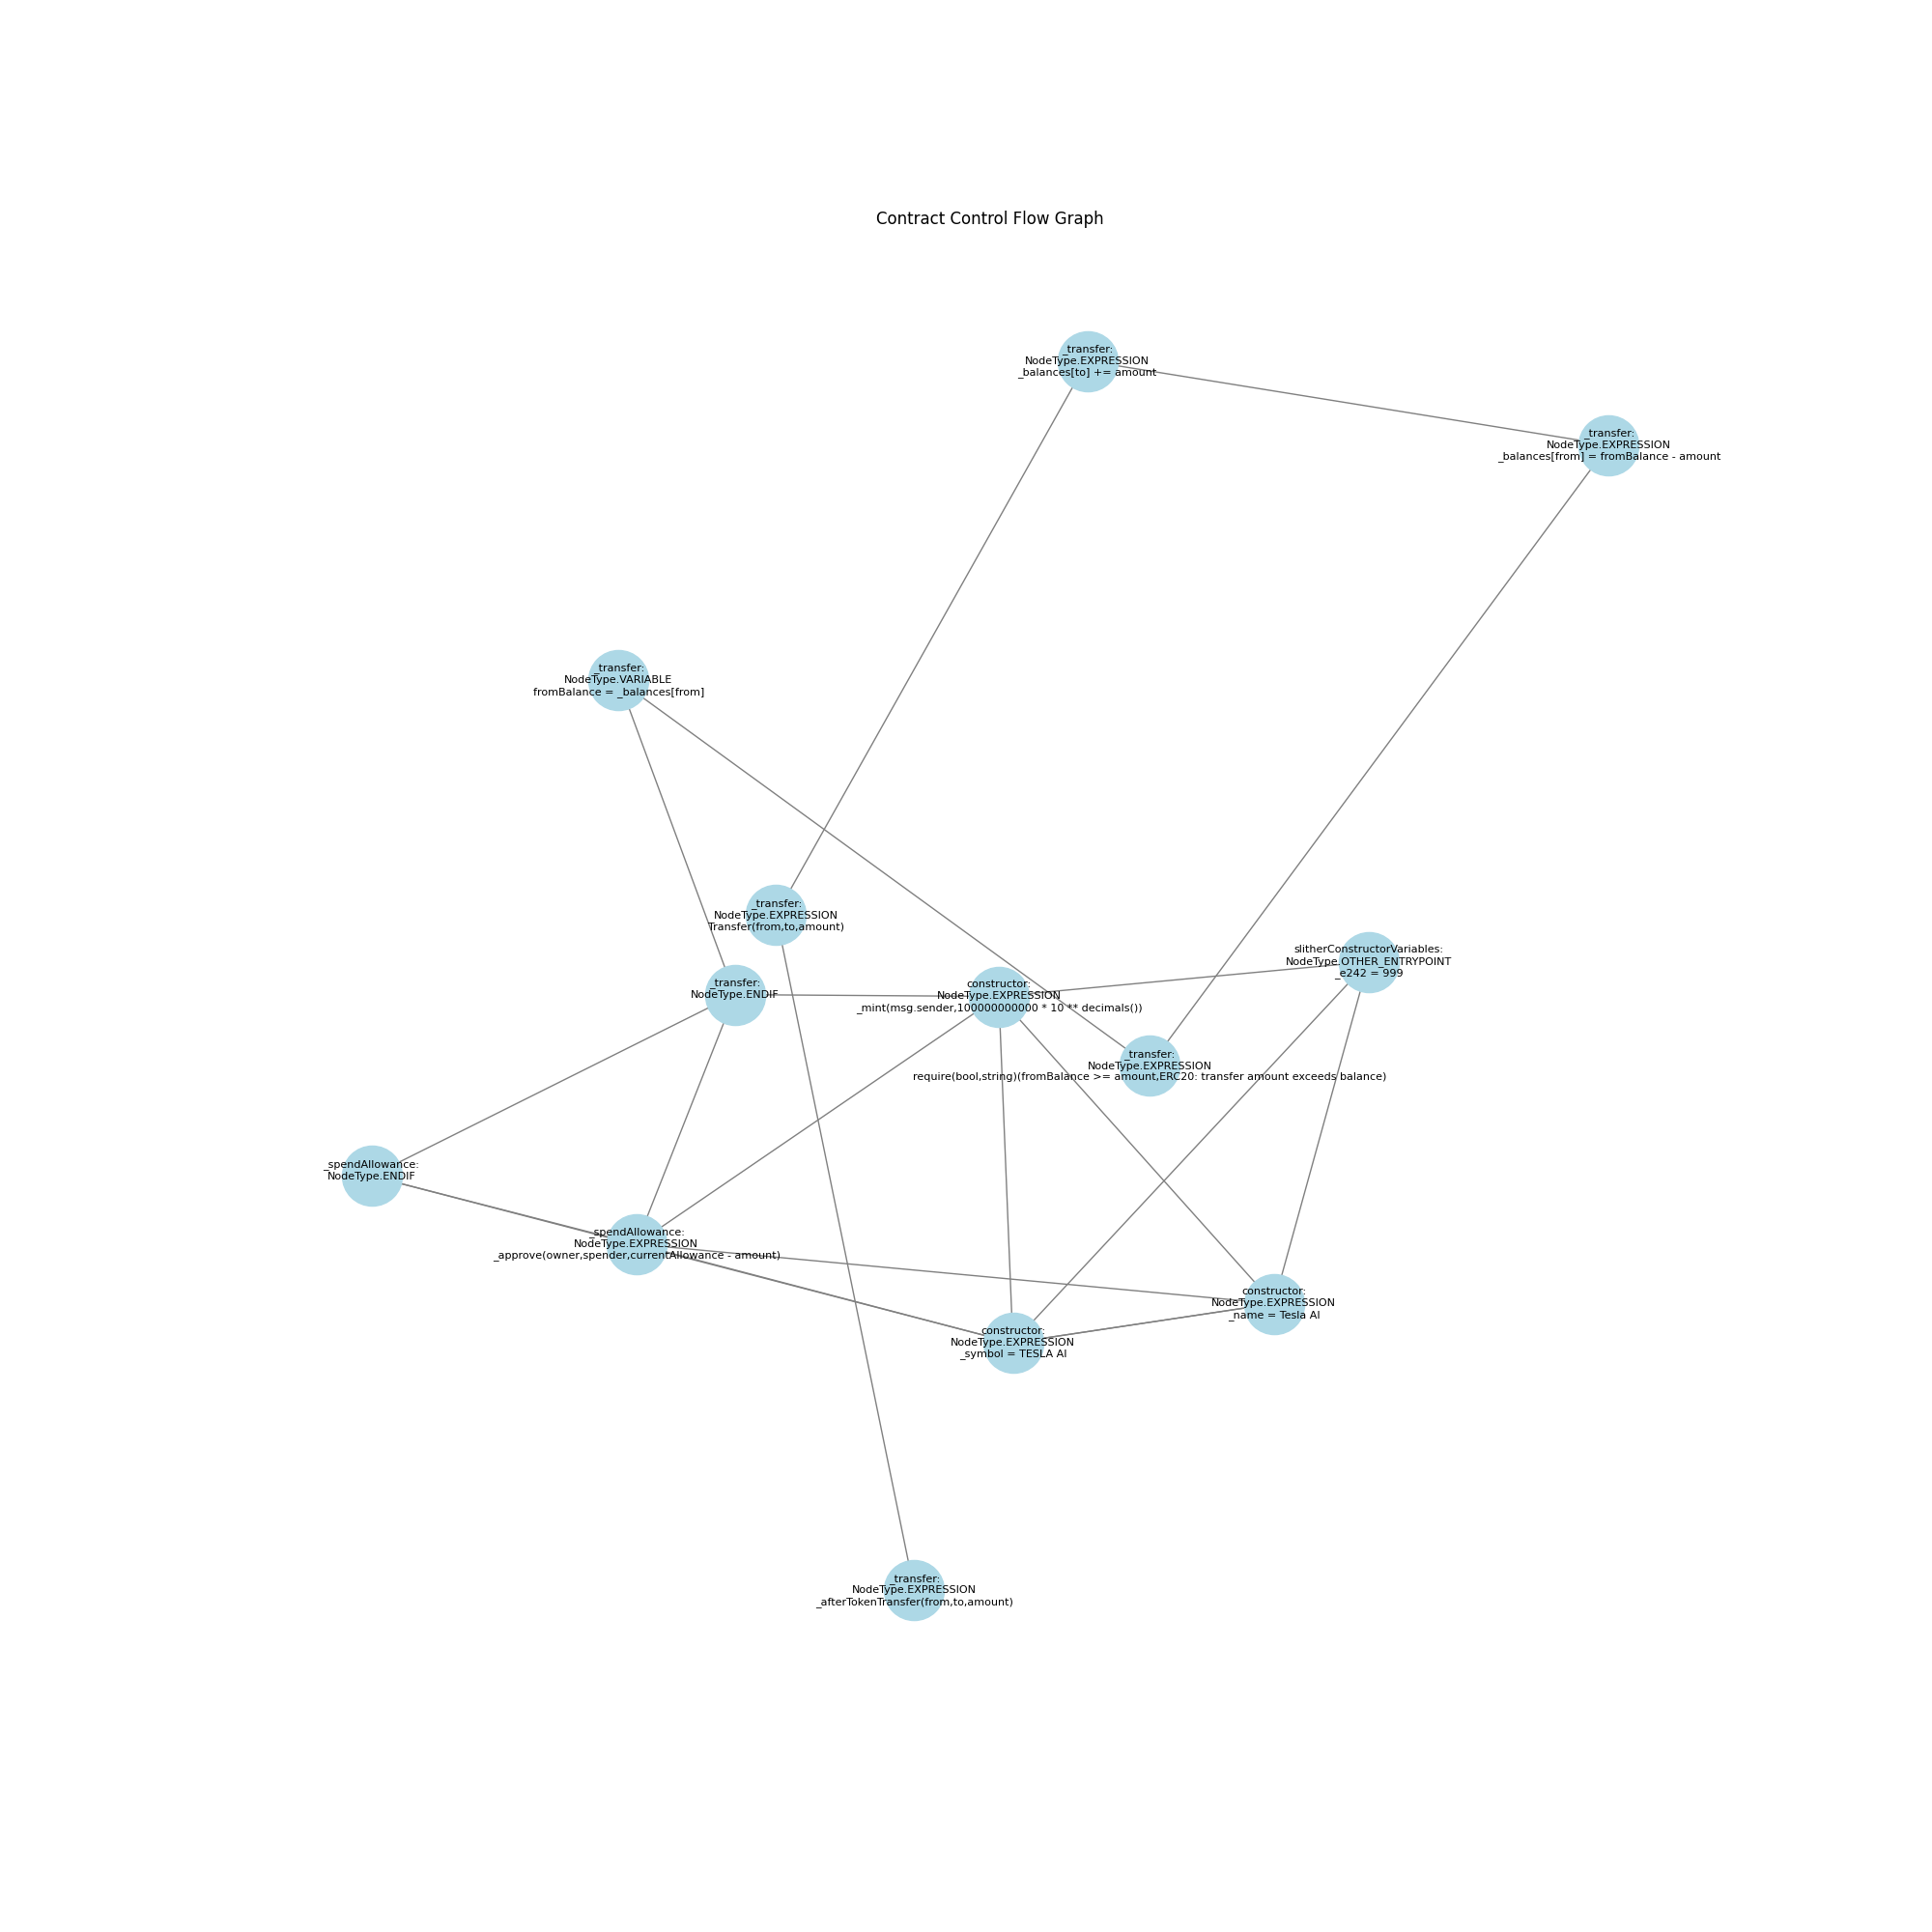 Contract Control Flow Graph
_transfer:
NodeType.EXPRESSION
_balances[to] += amount
_transfer:
NodeType.EXPRESSION
_balances[from] = fromBalance - amount
_transfer:
NodeType.VARIABLE
fromBalance = _balances[from]
_transfer:
NodeType.EXPRESSION
Transfer(from,to,amount)
slitherConstructorVariables:
NodeType.OTHER_ENTRYPOINT
_e242 = 999
_transfer:
NodeType.ENDIF
constructor:
NodeType.EXPRESSION
_mint(msg.sender,100000000000 * 10 ** decimals())
_transfer:
NodeType.EXPRESSION
require(bool,string)(fromBalance >= amount,ERC20: transfer amount exceeds balance)
_spendAllowance:
NodeType.ENDIF
_spendAllowance:
NodeType.EXPRESSION
_approve(owner,spender,currentAllowance - amount)
constructor:
NodeType.EXPRESSION
_name = Tesla AI
constructor:
NodeType.EXPRESSION
_symbol = TESLA AI
_transfer:
NodeType.EXPRESSION
_afterTokenTransfer(from,to,amount)